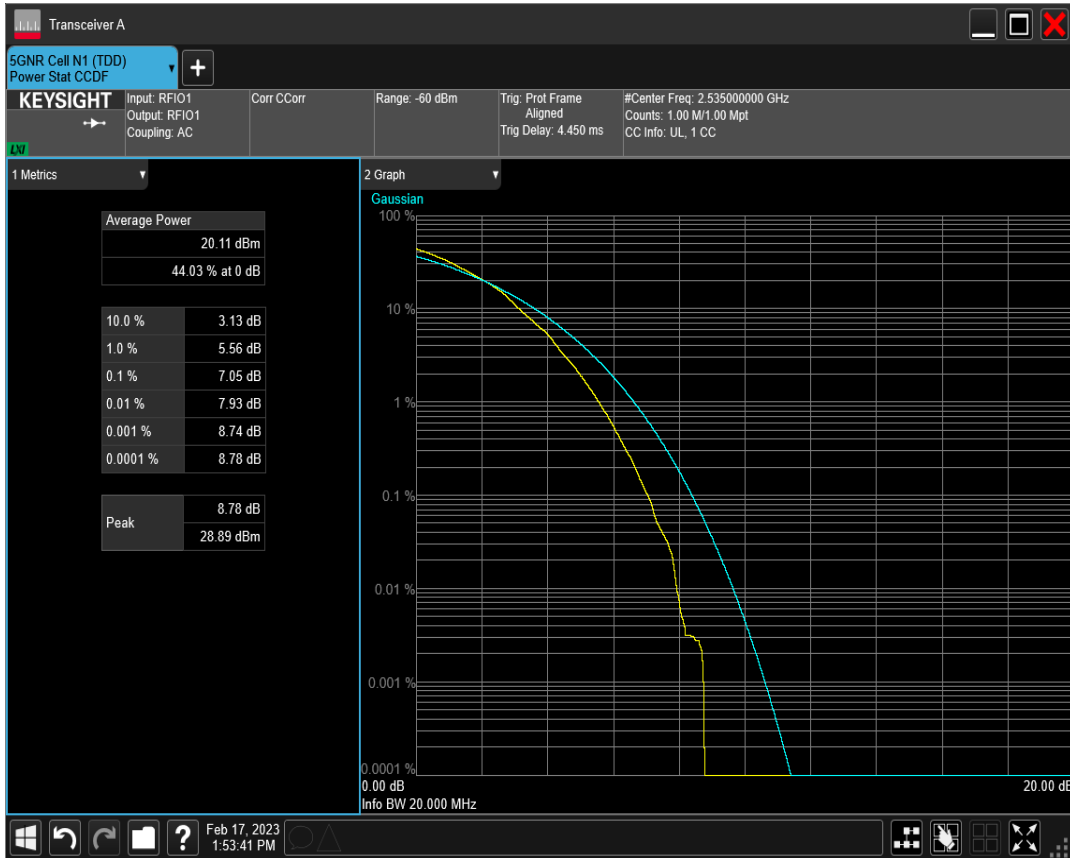 Transceiver A
5GNR Cell N1 (TDD)
Power Stat CCDF
+
KEYSIGHT
LXI
Input: RFIO1
Output: RFIO1
Coupling: AC
Corr CCorr
Range: -60 dBm
Trig: Prot Frame
Aligned
Trig Delay: 4.450 ms
#Center Freq: 2.535000000 GHz
Counts: 1.00 M/1.00 Mpt
CC Info: UL, 1 CC
1 Metrics
Average Power
20.11 dBm
44.03 % at 0 dB
10.0 % 3.13 dB
1.0 % 5.56 dB
0.1 % 7.05 dB
0.01 % 7.93 dB
0.001 % 8.74 dB
0.0001 % 8.78 dB
Peak
8.78 dB
28.89 dBm
2 Graph
Gaussian
100 %
10 %
1 %
0.1 %
0.01 %
0.001 %
0.0001 %
0.00 dB
20.00 dB
Info BW 20.000 MHz
?
Feb 17, 2023
1:53:41 PM